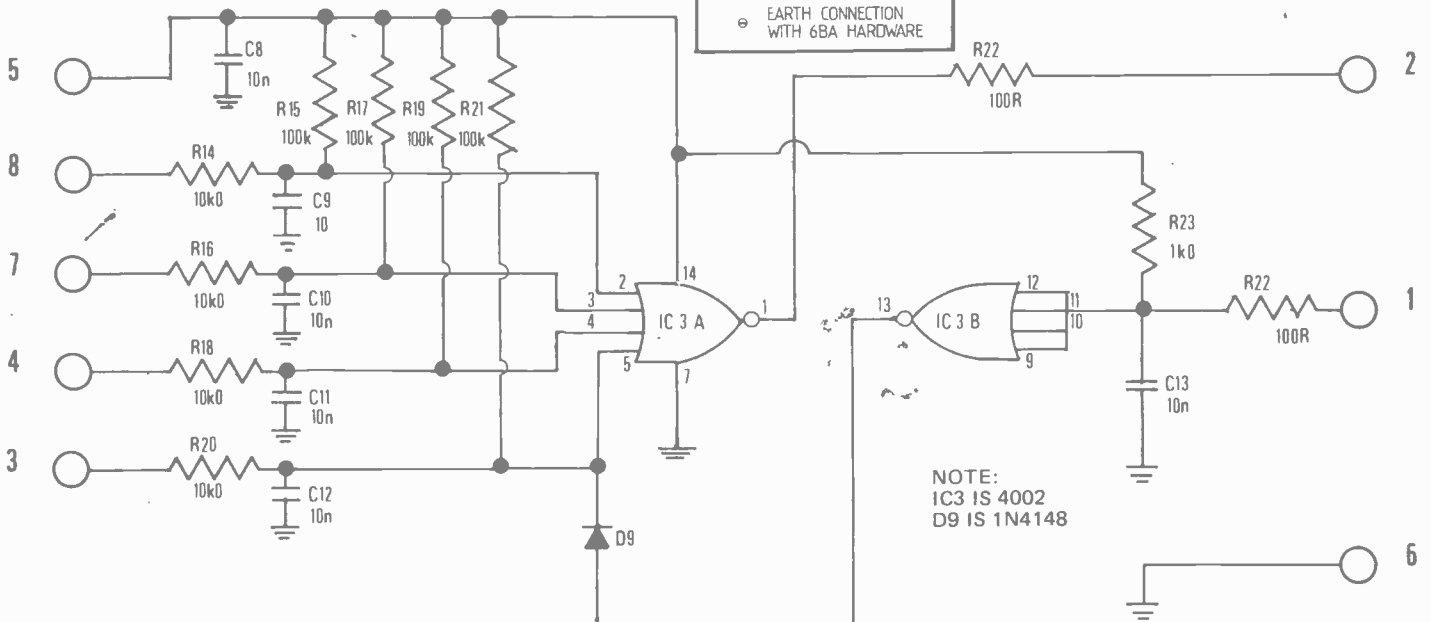 EARTH CONNECTION
WITH 6BA HARDWARE
5
C8
10n
R15
100k
R17
100k
R19
100k
R21
100k
R22
100R
2
8
R14
10k0
C9
10
7
R16
10k0
C10
10n
4
R18
10k0
C11
10n
3
R20
10k0
C12
10n
2
3
4
5
14
IC 3 A
1
7
13
IC 3 B
12
11
10
9
R23
1k0
R22
100R
1
C13
10n
D9
NOTE:
IC3 IS 4002
D9 IS 1N4148
6